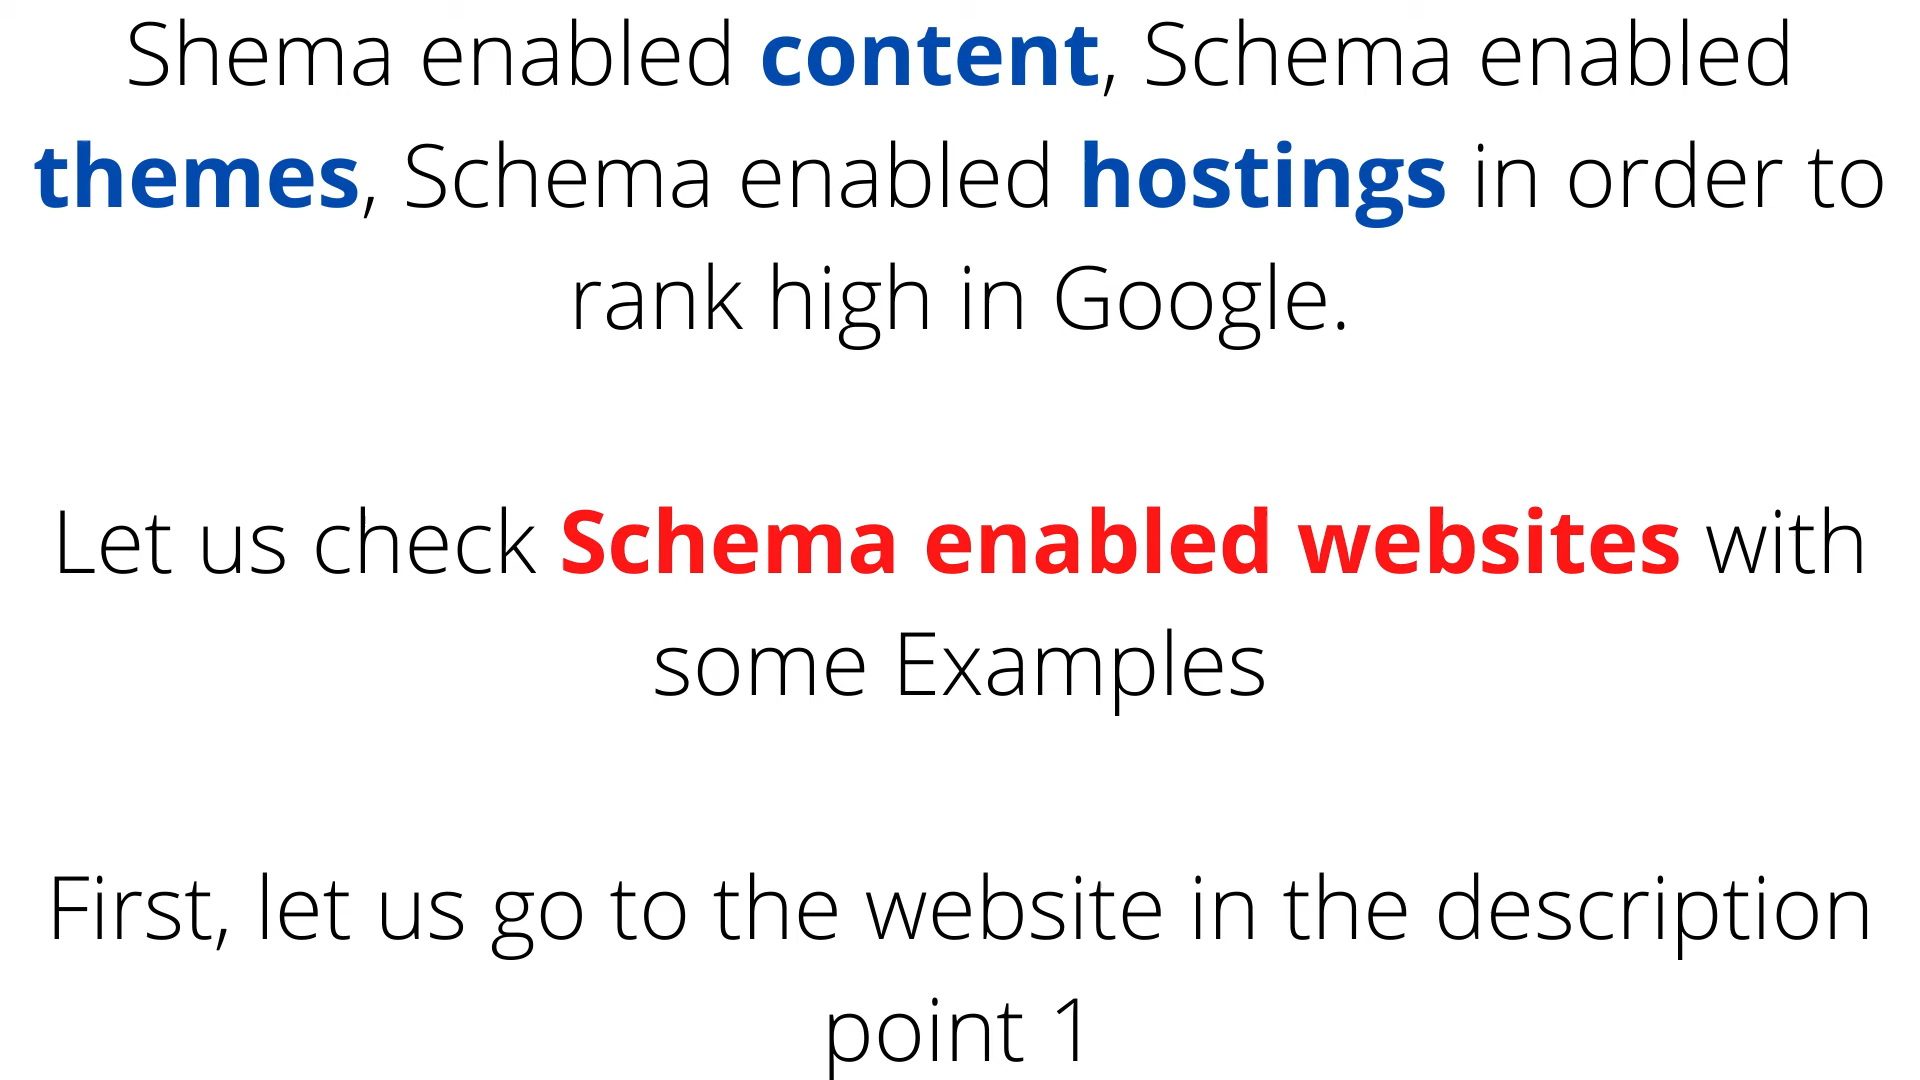 Shema enabled content, Schema enabled
themes, Schema enabled hostings in order to
rank high in Google.
Let us check Schema enabled websites with
some Examples
First, let us go to the website in the description
point 1